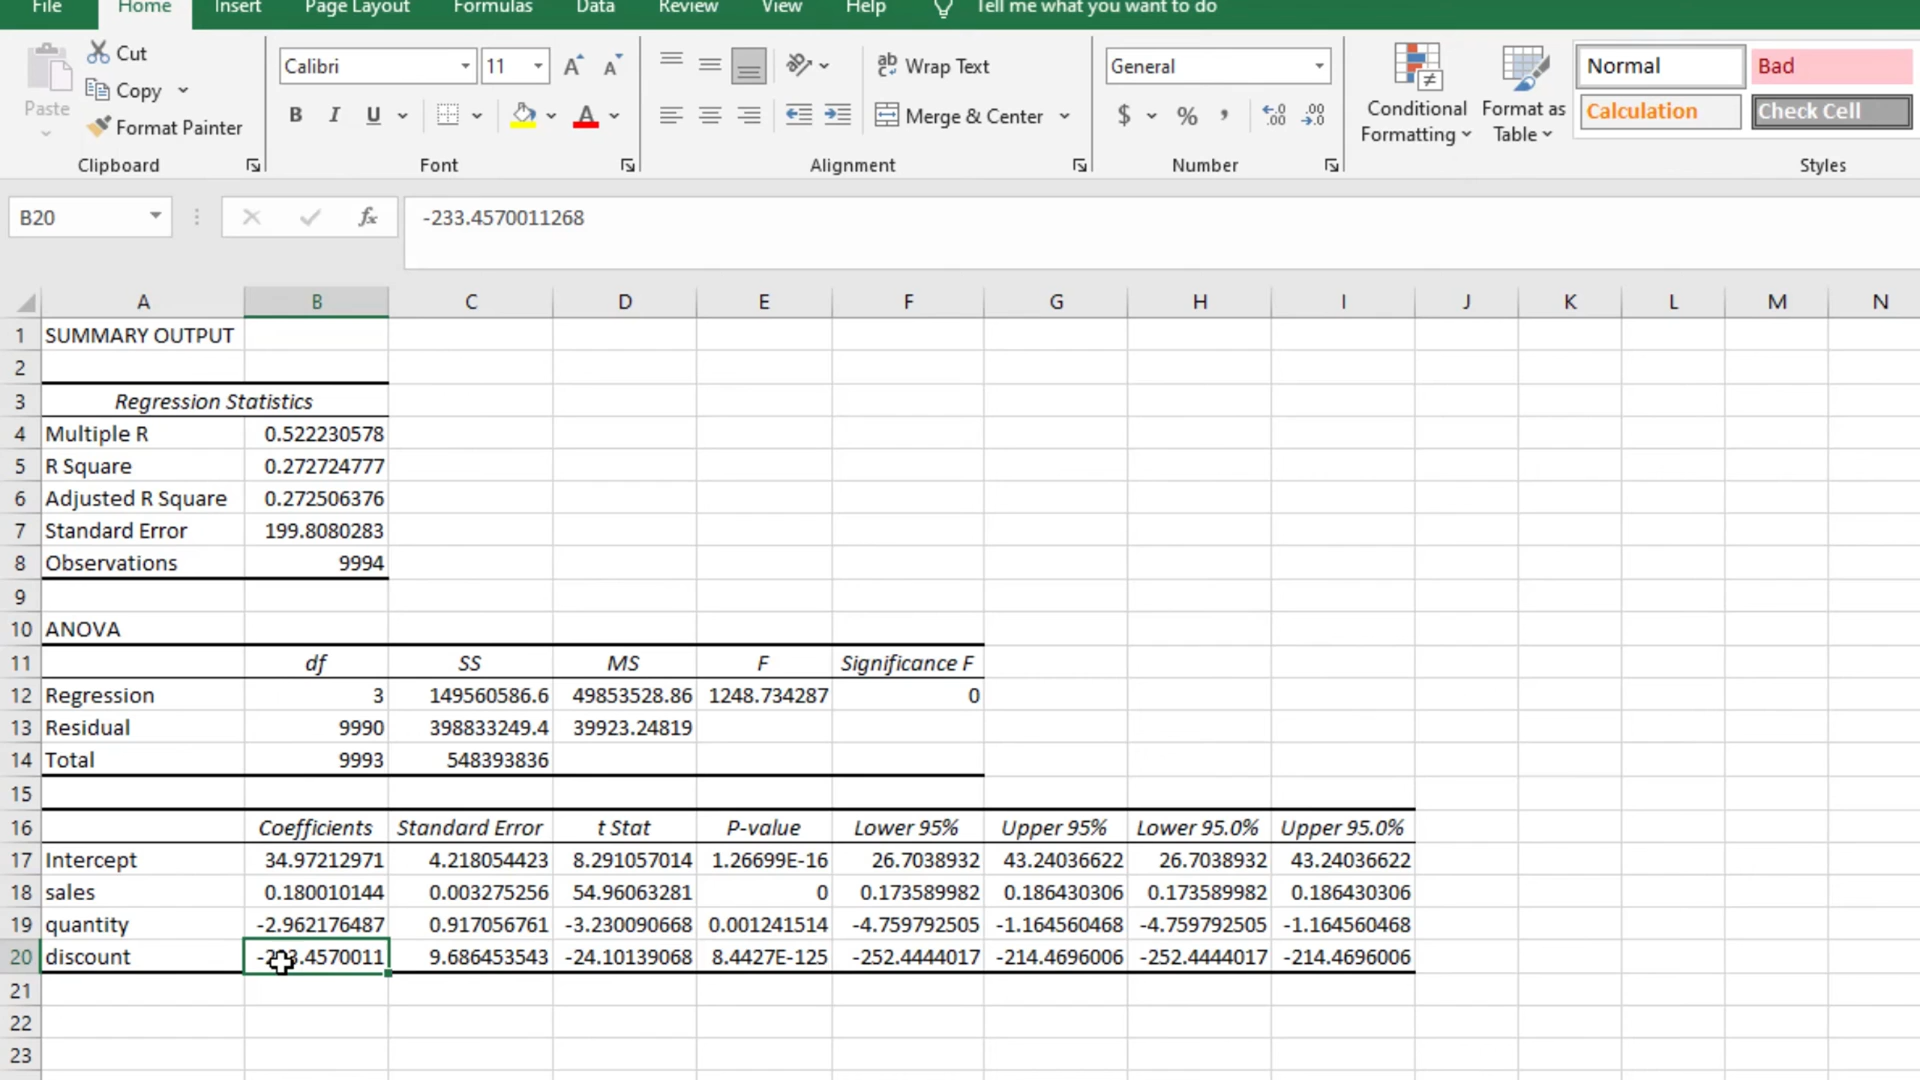 File Insert Home Page Layout Formulas Data Review View Help Tell me what you want to do
Cut
Copy
Format Painter
Paste
Clipboard
Calibri 11
B I U
Font
ab Wrap Text
Merge & Center
Alignment
General
$ % ,
Number
Conditional Formatting
Format as Table
Normal Bad
Calculation Check Cell
Styles
B20 fx -233.4570011268
A B C D E F G H I J K L M N
1 SUMMARY OUTPUT
2
3 Regression Statistics
4 Multiple R 0.522230578
5 R Square 0.272724777
6 Adjusted R Square 0.272506376
7 Standard Error 199.8080283
8 Observations 9994
9
10 ANOVA
11 df SS MS F Significance F
12 Regression 3 149560586.6 49853528.86 1248.734287 0
13 Residual 9990 398833249.4 39923.24819
14 Total 9993 548393836
15
16 Coefficients Standard Error t Stat P-value Lower 95% Upper 95% Lower 95.0% Upper 95.0%
17 Intercept 34.97212971 4.218054423 8.291057014 1.26699E-16 26.7038932 43.24036622 26.7038932 43.24036622
18 sales 0.180010144 0.003275256 54.96063281 0 0.173589982 0.186430306 0.173589982 0.186430306
19 quantity -2.962176487 0.917056761 -3.230090668 0.001241514 -4.759792505 -1.164560468 -4.759792505 -1.164560468
20 discount -233.4570011 9.686453543 -24.10139068 8.4427E-125 -252.4444017 -214.4696006 -252.4444017 -214.4696006
21
22
23